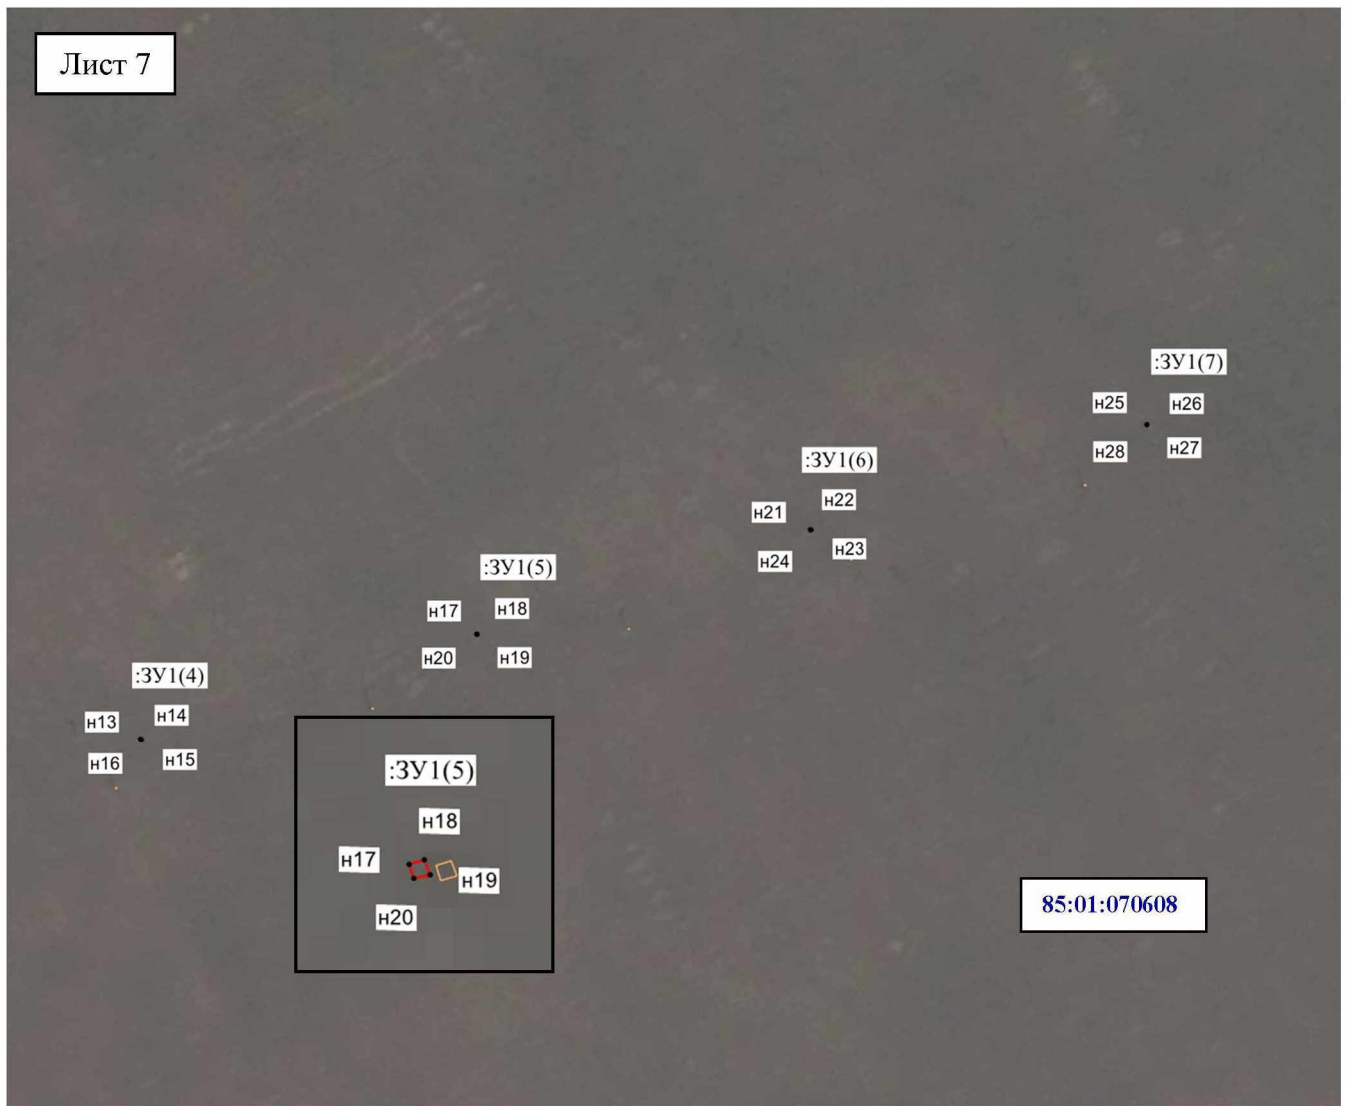 Лист 7
:ЗУ1(7)
н25
н26
н28
н27
:ЗУ1(6)
н21
н22
н24
н23
:ЗУ1(5)
н17
н18
н20
н19
:ЗУ1(4)
н13
н14
н16
н15
:ЗУ1(5)
н18
н17
н19
н20
85:01:070608